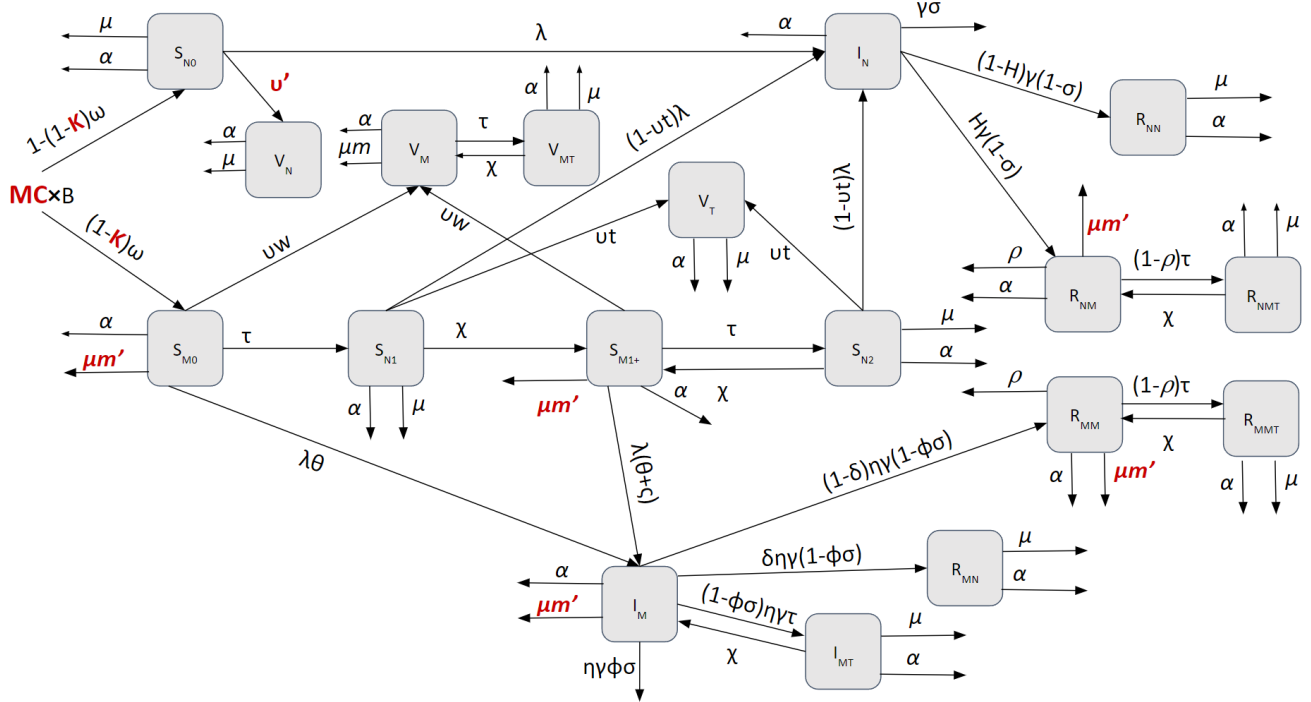 μ
α
S_N0
λ
α
I_N
γσ
υ'
(1-H)γ(1-σ)
R_NN
μ
α
1-(1-K)ω
α
μ
V_N
α
μm
V_M
τ
χ
V_MT
α
μ
(1-υt)λ
Hγ(1-σ)
MC×B
(1-K)ω
υw
υw
υt
V_T
α
μ
υt
(1-υt)λ
μm'
ρ
α
R_NM
(1-ρ)τ
χ
R_NMT
α
μ
α
μm'
S_M0
τ
S_N1
α
μ
χ
S_M1+
μm'
α
χ
τ
S_N2
μ
α
ρ
R_MM
(1-ρ)τ
χ
R_MMT
α
μm'
α
μ
λθ
λ(θ+ς)
(1-δ)ηγ(1-φσ)
α
μm'
I_M
ηγφσ
δηγ(1-φσ)
R_MN
μ
α
(1-φσ)ηγτ
χ
I_MT
μ
α